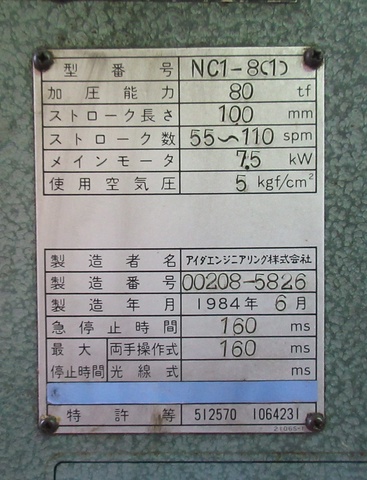 型番号 NC1-8(1)
加圧能力 80 tf
ストローク長さ 100 mm
ストローク数 55〜110 spm
メインモータ 7.5 kW
使用空気圧 5 kgf/cm²
製造者名 アイダエンジニアリング株式会社
製造番号 00208-5826
製造年月 1984年 6月
急停止時間 160 ms
最大 両手操作式 160 ms
停止時間 光線式 ms
特許等 512570 1064231